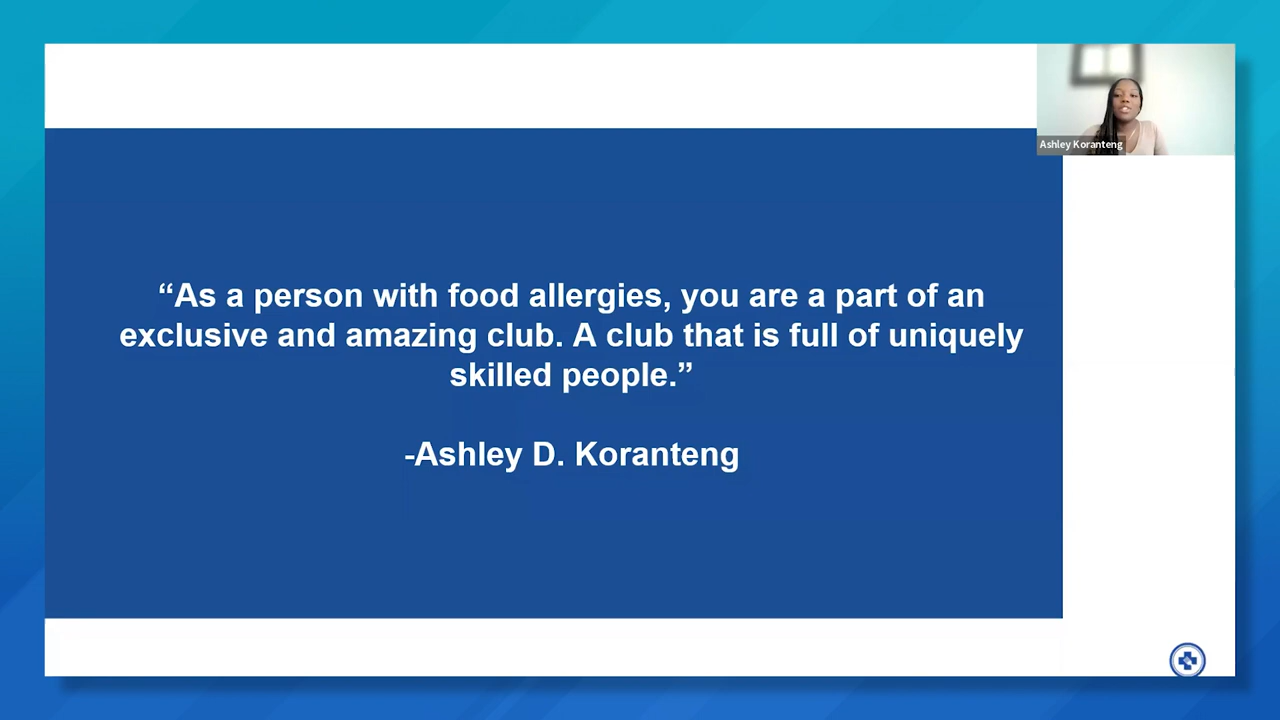 Ashley Koranteng
“As a person with food allergies, you are a part of an
exclusive and amazing club. A club that is full of uniquely
skilled people.”
-Ashley D. Koranteng